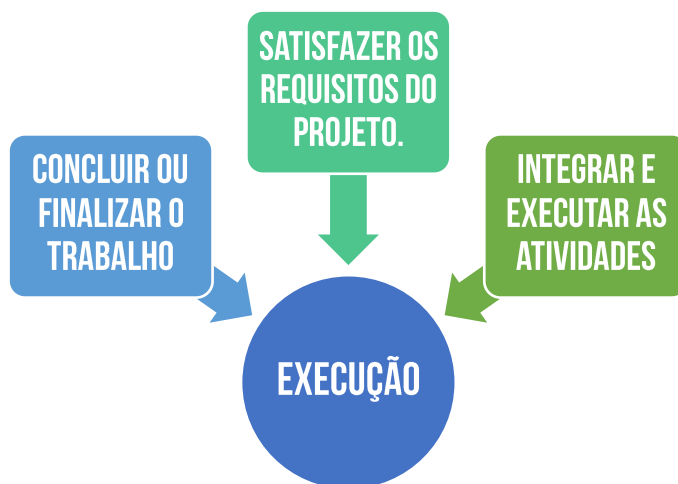 SATISFAZER OS
REQUISITOS DO
PROJETO.
CONCLUIR OU
FINALIZAR O
TRABALHO
INTEGRAR E
EXECUTAR AS
ATIVIDADES
EXECUÇÃO